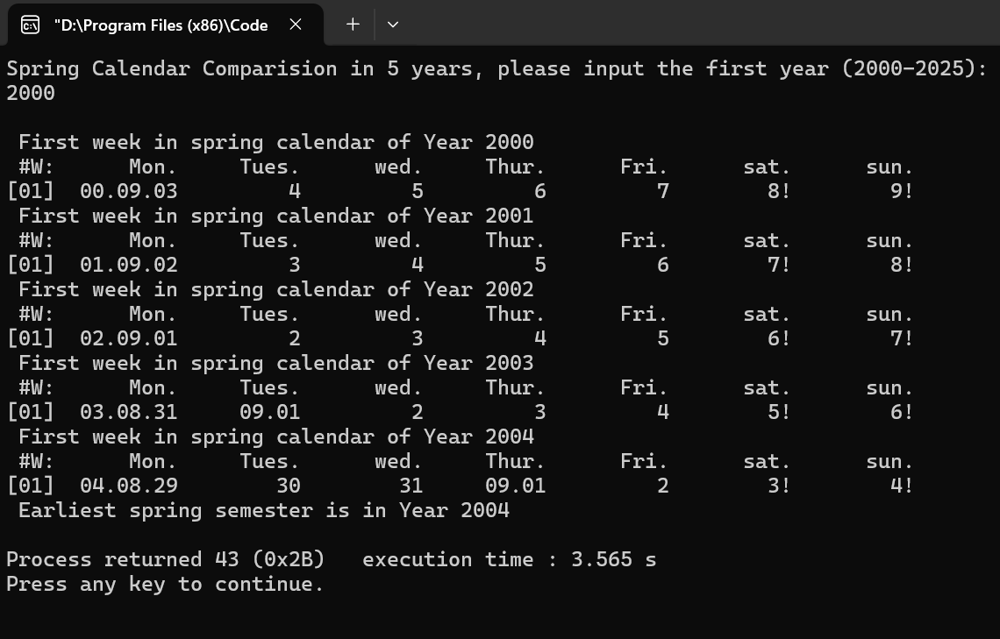 "D:\Program Files (x86)\Code
Spring Calendar Comparision in 5 years, please input the first year (2000-2025):
2000
First week in spring calendar of Year 2000
#W: Mon. Tues. wed. Thur. Fri. sat. sun.
[01] 00.09.03 4 5 6 7 8! 9!
First week in spring calendar of Year 2001
#W: Mon. Tues. wed. Thur. Fri. sat. sun.
[01] 01.09.02 3 4 5 6 7! 8!
First week in spring calendar of Year 2002
#W: Mon. Tues. wed. Thur. Fri. sat. sun.
[01] 02.09.01 2 3 4 5 6! 7!
First week in spring calendar of Year 2003
#W: Mon. Tues. wed. Thur. Fri. sat. sun.
[01] 03.08.31 09.01 2 3 4 5! 6!
First week in spring calendar of Year 2004
#W: Mon. Tues. wed. Thur. Fri. sat. sun.
[01] 04.08.29 30 31 09.01 2 3! 4!
Earliest spring semester is in Year 2004
Process returned 43 (0x2B) execution time : 3.565 s
Press any key to continue.